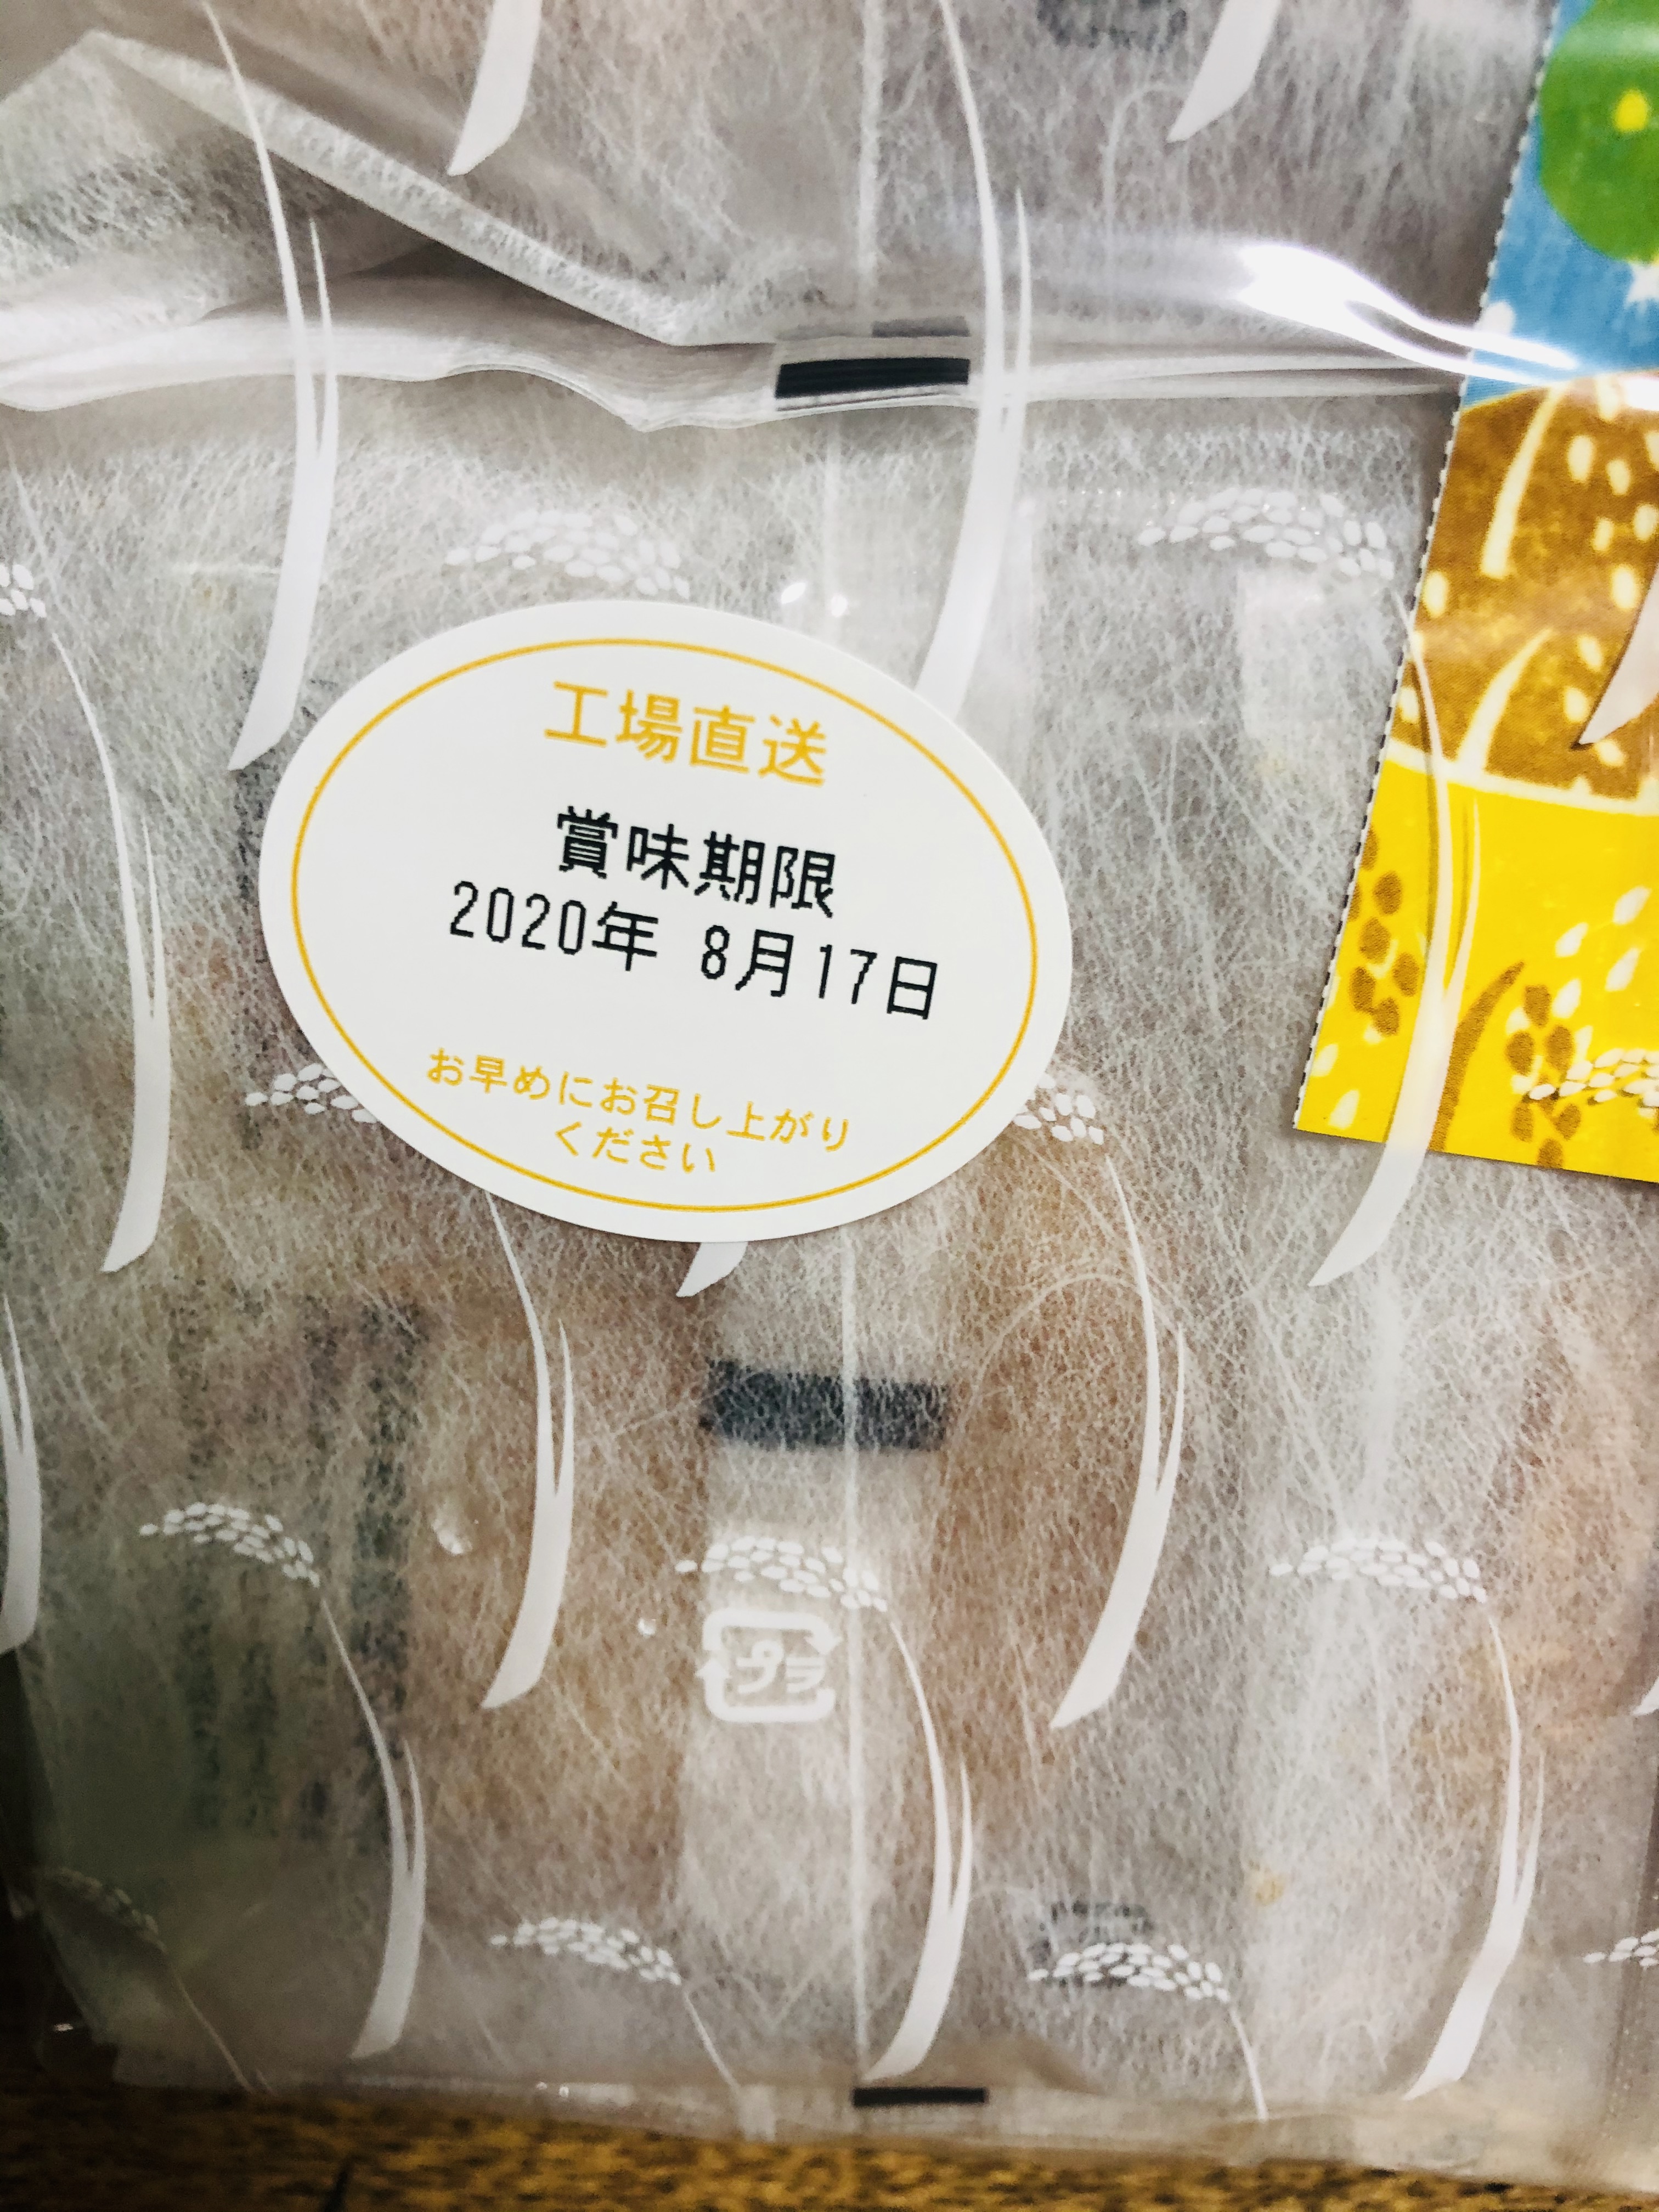 工場直送
賞味期限
2020年 8月17日
お早めにお召し上がり
ください
プラ